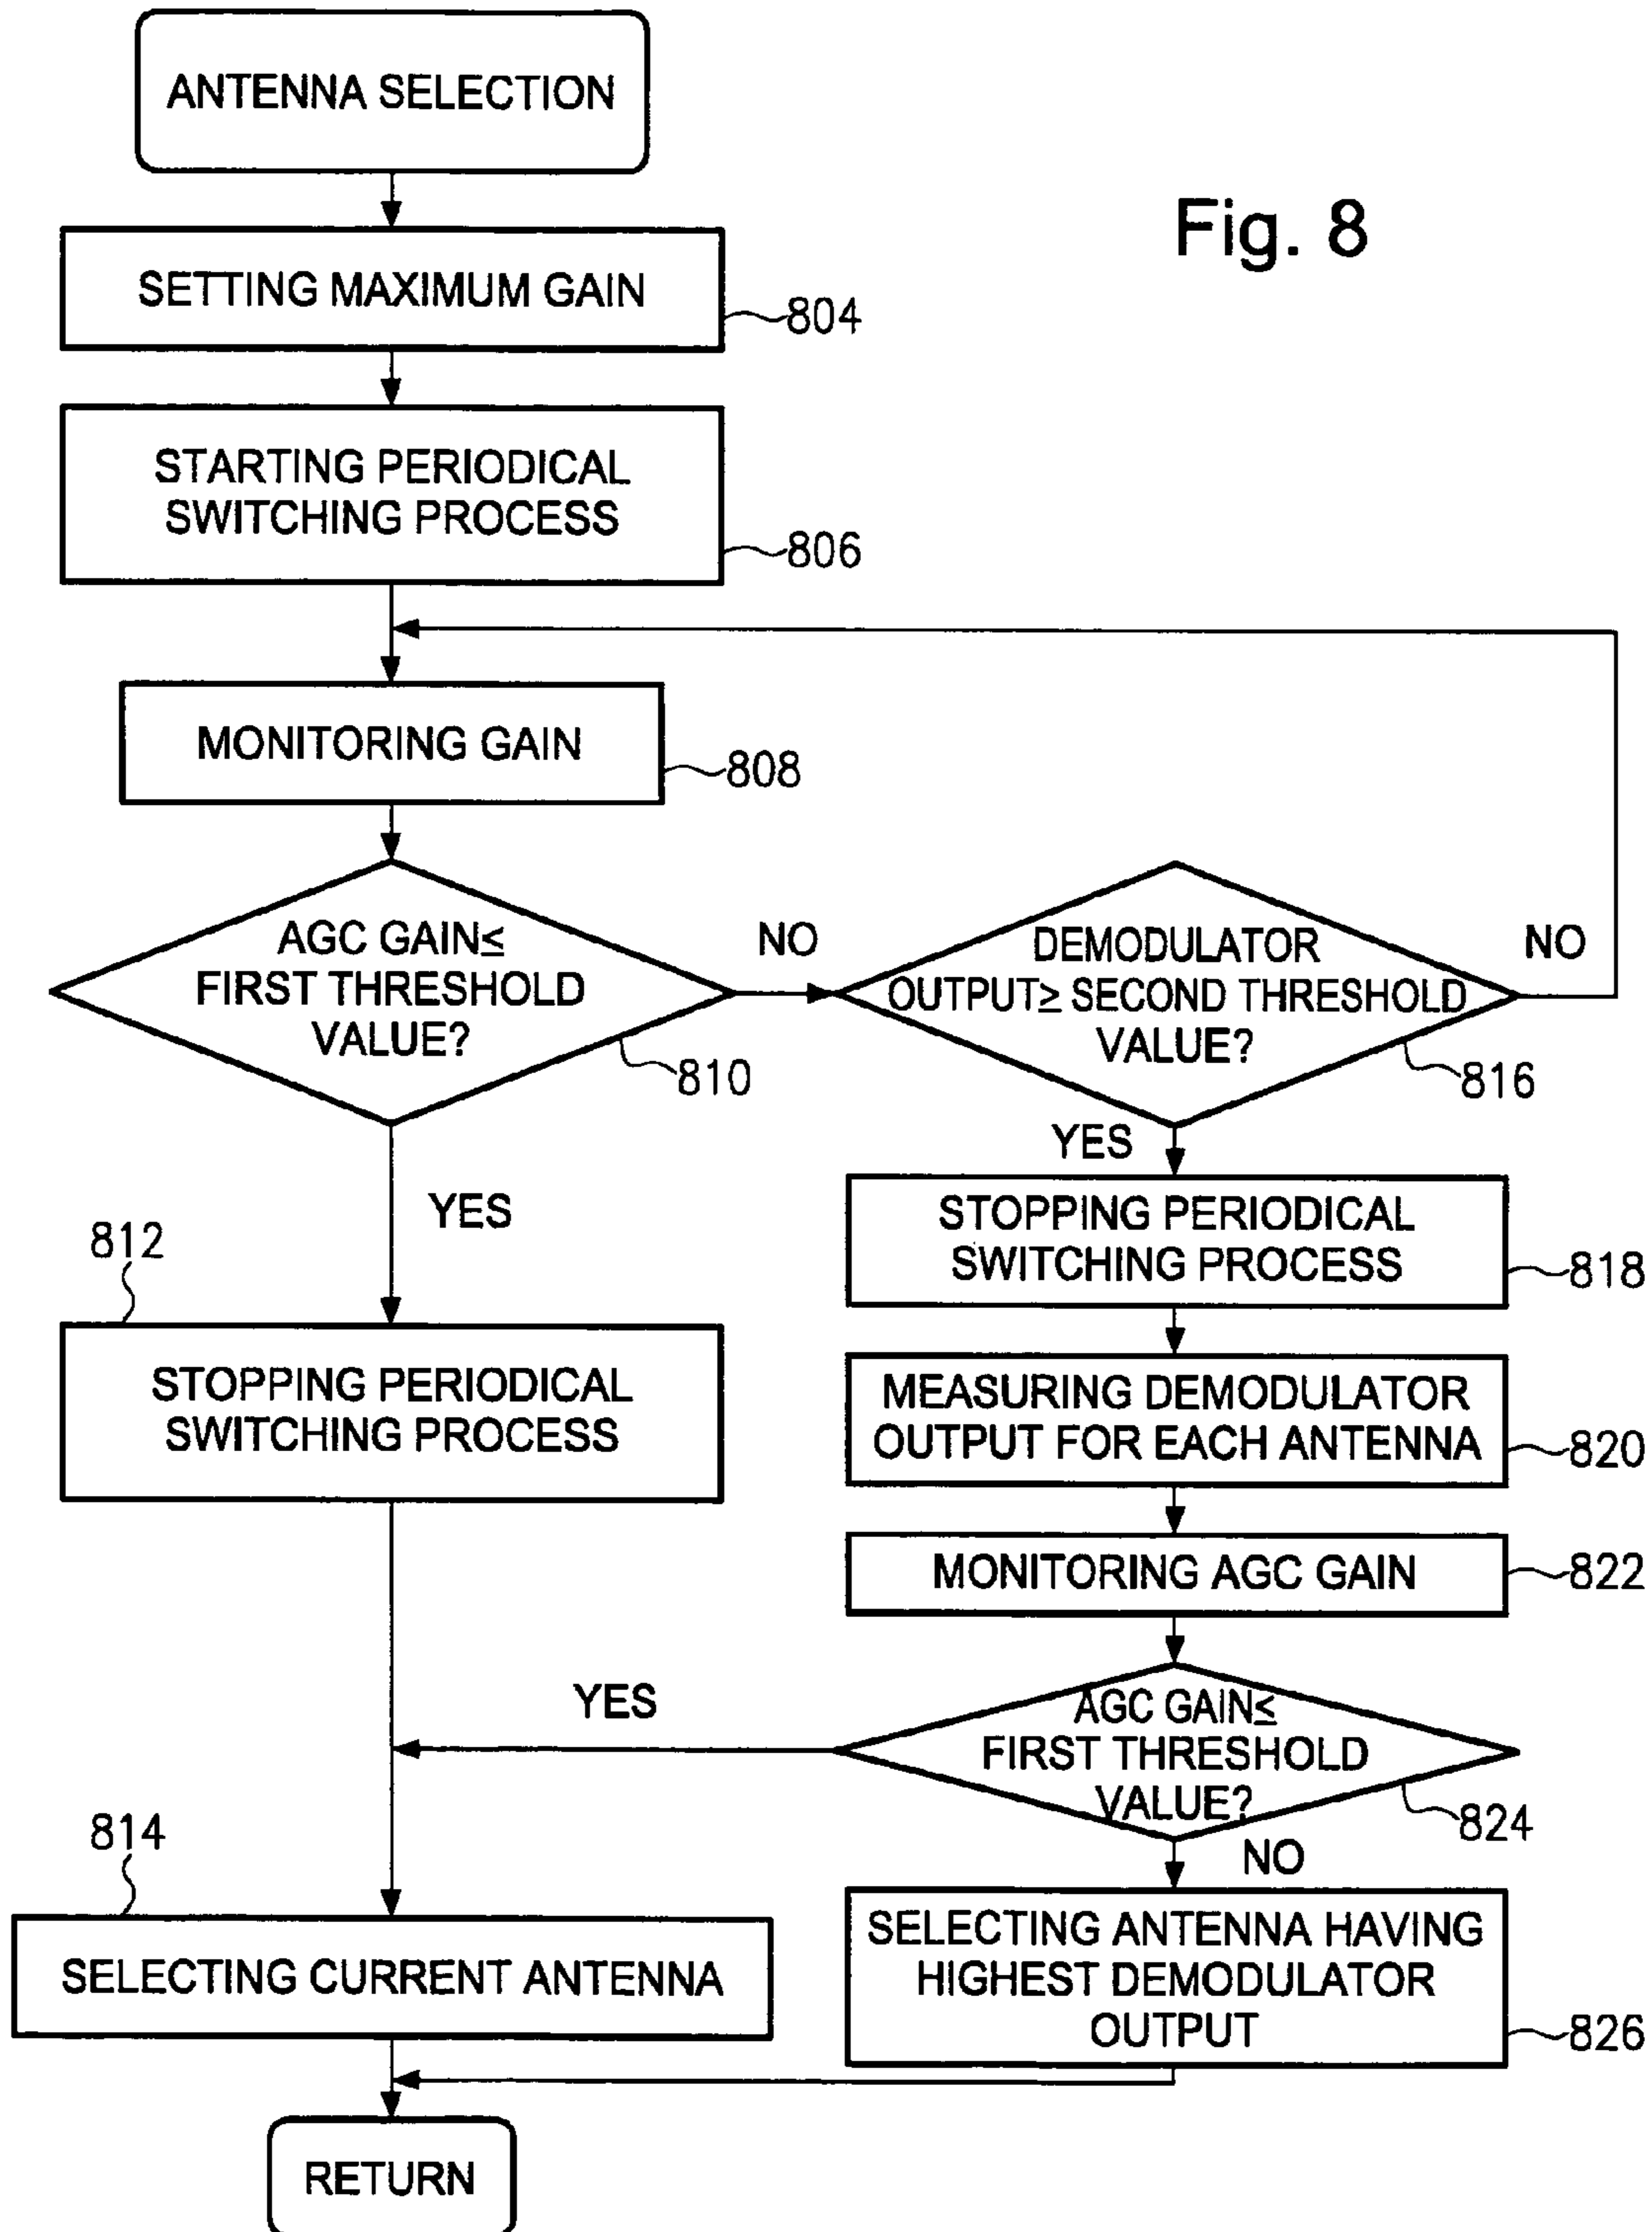 ANTENNA SELECTION
Fig. 8
SETTING MAXIMUM GAIN
804
STARTING PERIODICAL
SWITCHING PROCESS
806
MONITORING GAIN
808
AGC GAIN≤
FIRST THRESHOLD
VALUE?
810
NO
DEMODULATOR
OUTPUT≥ SECOND THRESHOLD
VALUE?
816
NO
YES
YES
812
STOPPING PERIODICAL
SWITCHING PROCESS
STOPPING PERIODICAL
SWITCHING PROCESS
818
MEASURING DEMODULATOR
OUTPUT FOR EACH ANTENNA
820
MONITORING AGC GAIN
822
AGC GAIN≤
FIRST THRESHOLD
VALUE?
824
YES
NO
814
SELECTING CURRENT ANTENNA
SELECTING ANTENNA HAVING
HIGHEST DEMODULATOR
OUTPUT
826
RETURN